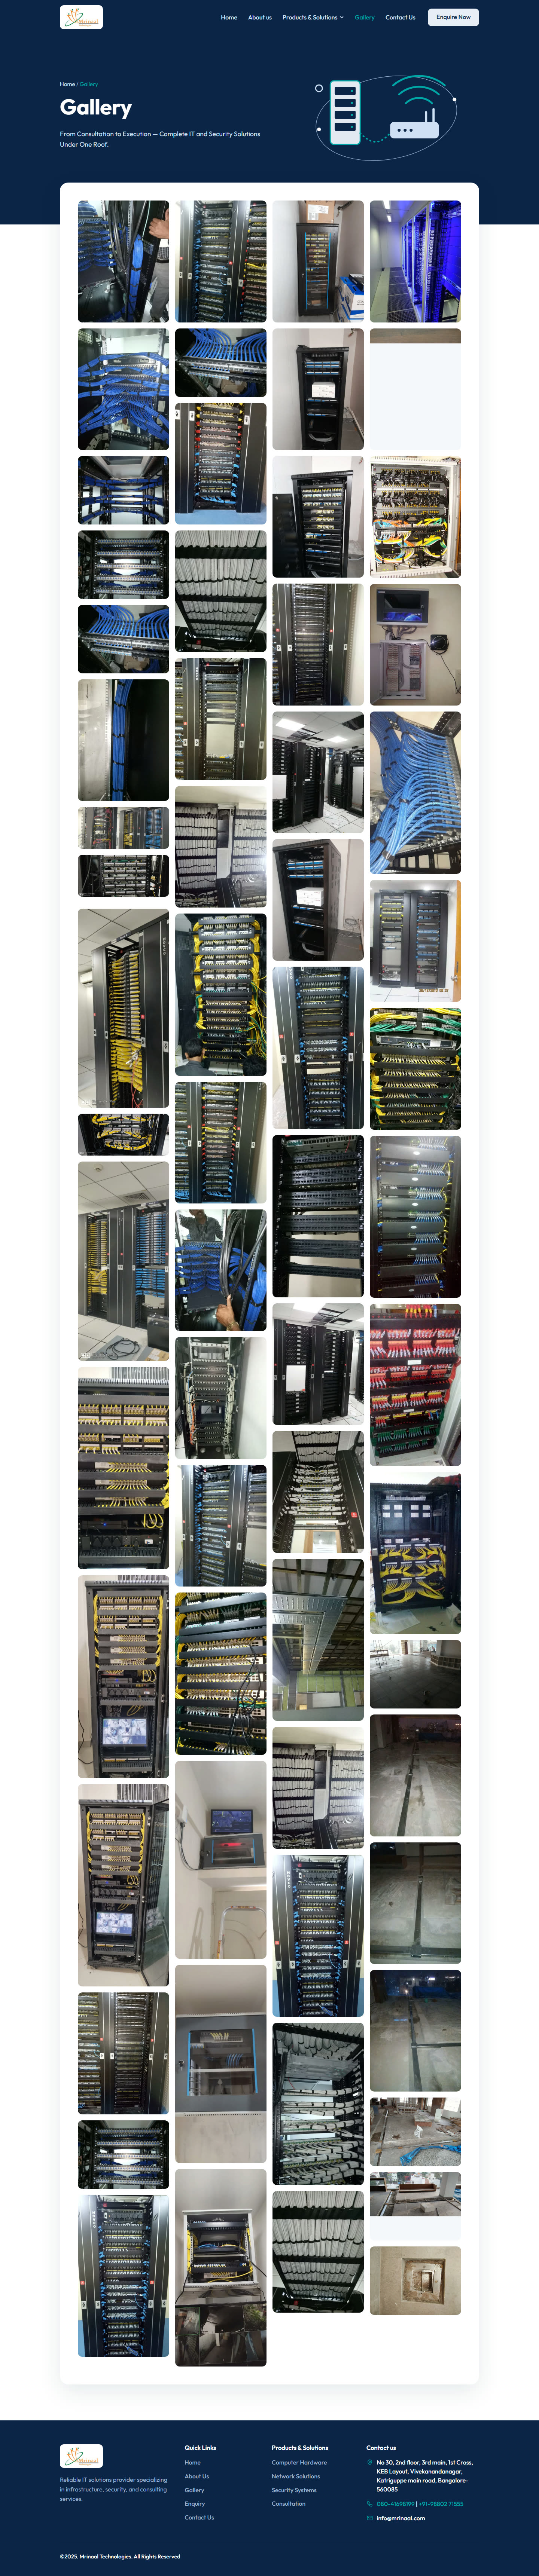 Mrinaal
Home
About us
Products & Solutions
Gallery
Contact Us
Enquire Now
Home / Gallery
Gallery
From Consultation to Execution — Complete IT and Security Solutions
Under One Roof.
Mrinaal
Reliable IT solutions provider specializing
in infrastructure, security, and consulting
services.
Quick Links
Home
About Us
Gallery
Enquiry
Contact Us
Products & Solutions
Computer Hardware
Network Solutions
Security Systems
Consultation
Contact us
No 30, 2nd floor, 3rd main, 1st Cross,
KEB Layout, Vivekanandanagar,
Katriguppe main road, Bangalore-
560085
080-41698199 | +91-98802 71555
info@mrinaal.com
©2025. Mrinaal Technologies. All Rights Reserved